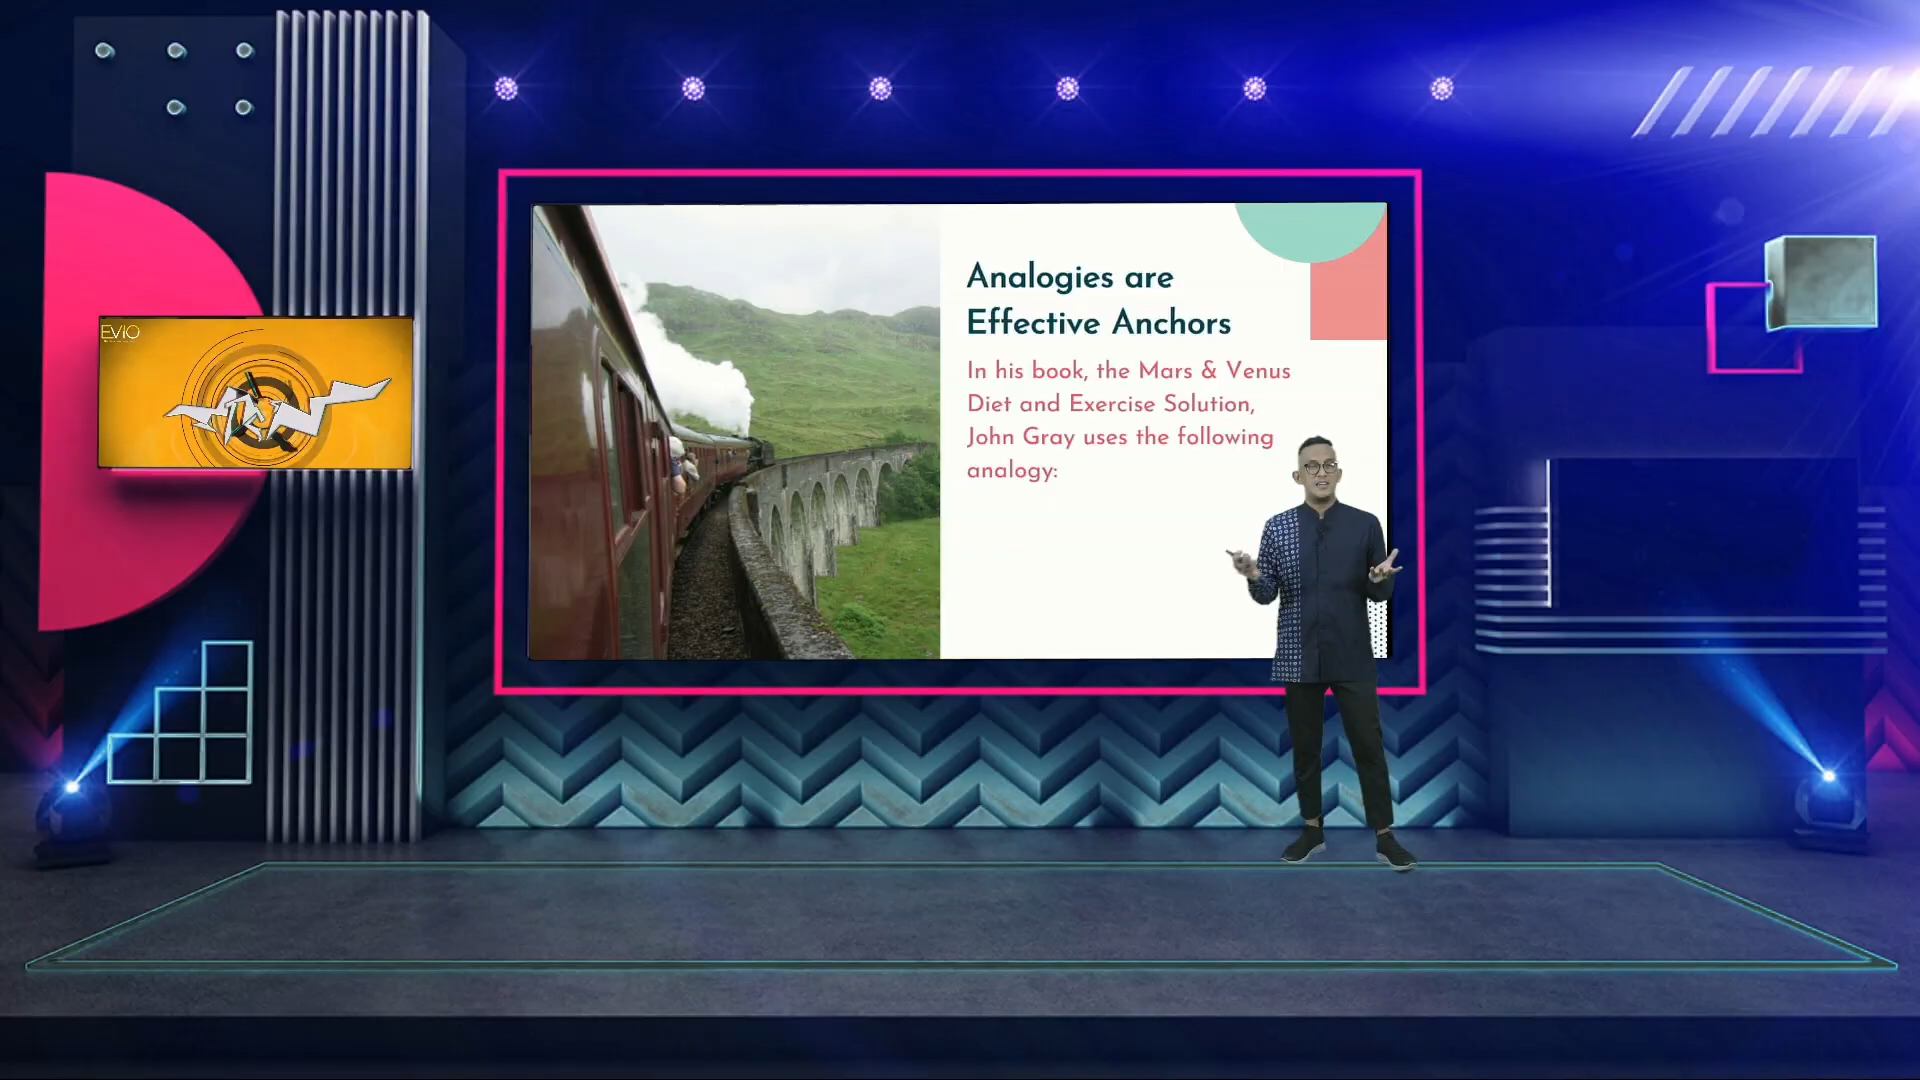 EVIO
Analogies are
Effective Anchors
In his book, the Mars & Venus
Diet and Exercise Solution,
John Gray uses the following
analogy: